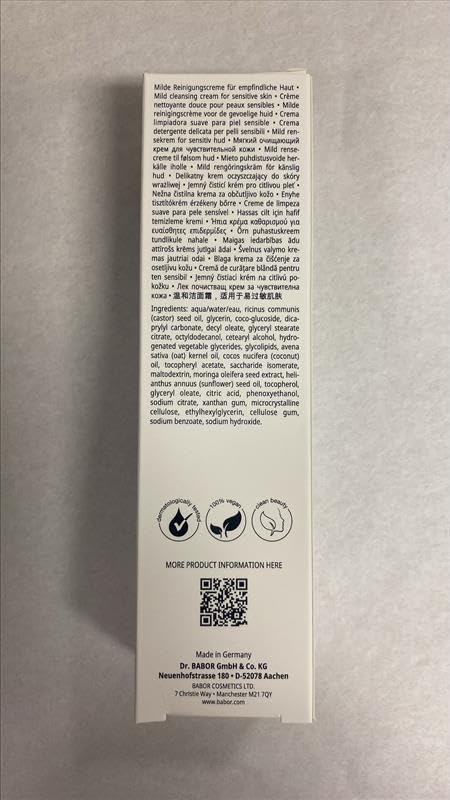 Milde Reinigungscreme für empfindliche Haut •
Mild cleansing cream for sensitive skin • Crème
nettoyante douce pour peaux sensibles • Milde
reinigingscrème voor de gevoelige huid • Crema
limpiadora suave para piel sensible • Crema
detergente delicata per pelli sensibili • Mild ren-
sekrem for sensitiv hud • Мягкий очищающий
крем для чувствительной кожи • Mild rense-
creme til følsom hud • Mieto puhdistusvoide her-
källe iholle • Mild rengöringskräm för känslig
hud • Delikatny krem oczyszczający do skóry
wrażliwej • Jemný čisticí krém pro citlivou pleť •
Nežna čistilna krema za občutljivo kožo • Enyhe
tisztítókrém érzékeny bőrre • Creme de limpeza
suave para pele sensível • Hassas cilt için hafif
temizleme kremi • Ήπια κρέμα καθαρισμού για
ευαίσθητες επιδερμίδες • Õrn puhastuskreem
tundlikule nahale • Maigas iedarbības ādu
attīrošs krēms jutīgai ādai • Švelnus valymo kre-
mas jautriai odai • Blaga krema za čišćenje za
osetljivu kožu • Cremă de curățare blândă pentru
ten sensibil • Jemný čistiaci krém na citlivú po-
kožku • Лек почистващ крем за чувствителна
кожа • 温和洁面霜，适用于易过敏肌肤
Ingredients: aqua/water/eau, ricinus communis
(castor) seed oil, glycerin, coco-glucoside, dica-
prylyl carbonate, decyl oleate, glyceryl stearate
citrate, octyldodecanol, cetearyl alcohol, hydro-
genated vegetable glycerides, glycolipids, avena
sativa (oat) kernel oil, cocos nucifera (coconut)
oil, tocopheryl acetate, saccharide isomerate,
maltodextrin, moringa oleifera seed extract, heli-
anthus annuus (sunflower) seed oil, tocopherol,
glyceryl oleate, citric acid, phenoxyethanol,
sodium citrate, xanthan gum, microcrystalline
cellulose, ethylhexylglycerin, cellulose gum,
sodium benzoate, sodium hydroxide.
dermatologically tested
100% vegan
clean beauty
MORE PRODUCT INFORMATION HERE
Made in Germany
Dr. BABOR GmbH & Co. KG
Neuenhofstrasse 180 • D-52078 Aachen
BABOR COSMETICS LTD.
7 Christie Way • Manchester M21 7QY
www.babor.com